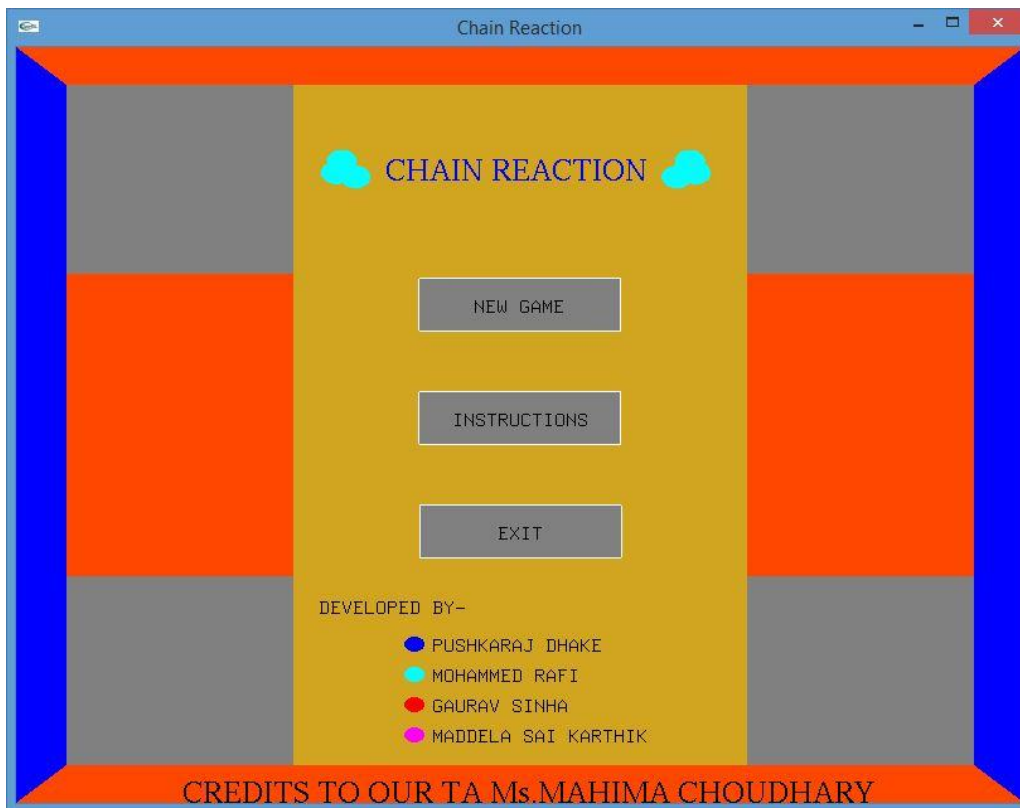 Chain Reaction
CHAIN REACTION
NEW GAME
INSTRUCTIONS
EXIT
DEVELOPED BY-
PUSHKARAJ DHAKE
MOHAMMED RAFI
GAURAV SINHA
MADDELA SAI KARTHIK
CREDITS TO OUR TA Ms.MAHIMA CHOUDHARY